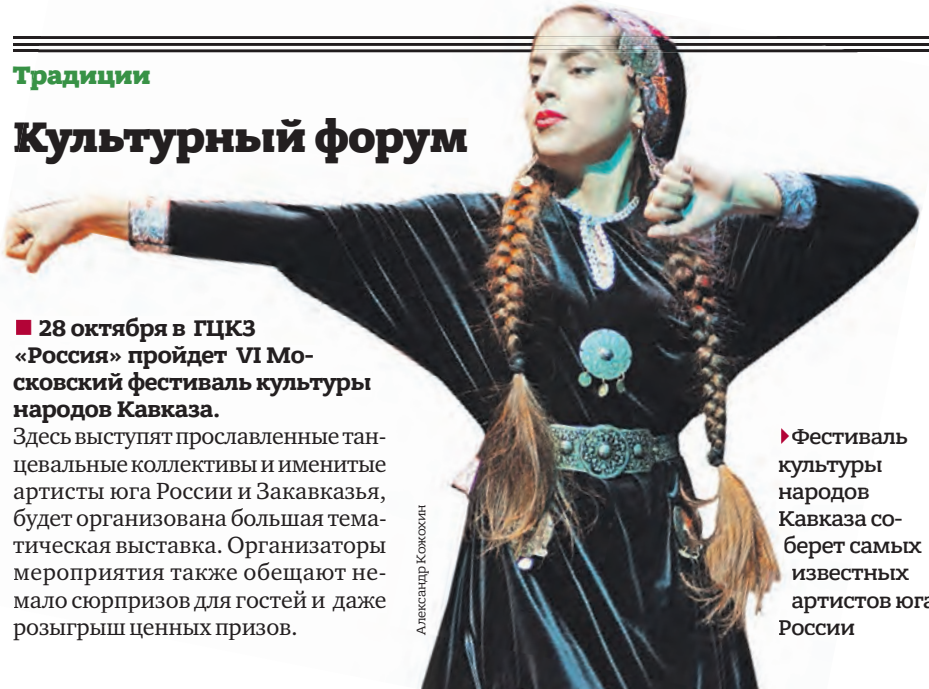 Традиции
Культурный форум
■ 28 октября в ГЦКЗ
«Россия» пройдет VI Мо-
сковский фестиваль культуры
народов Кавказа.
Здесь выступят прославленные тан-
цевальные коллективы и именитые
артисты юга России и Закавказья,
будет организована большая тема-
тическая выставка. Организаторы
мероприятия также обещают не-
мало сюрпризов для гостей и даже
розыгрыш ценных призов.
Александр Кожохин
Фестиваль
культуры
народов
Кавказа со-
берет самых
известных
артистов юга
России